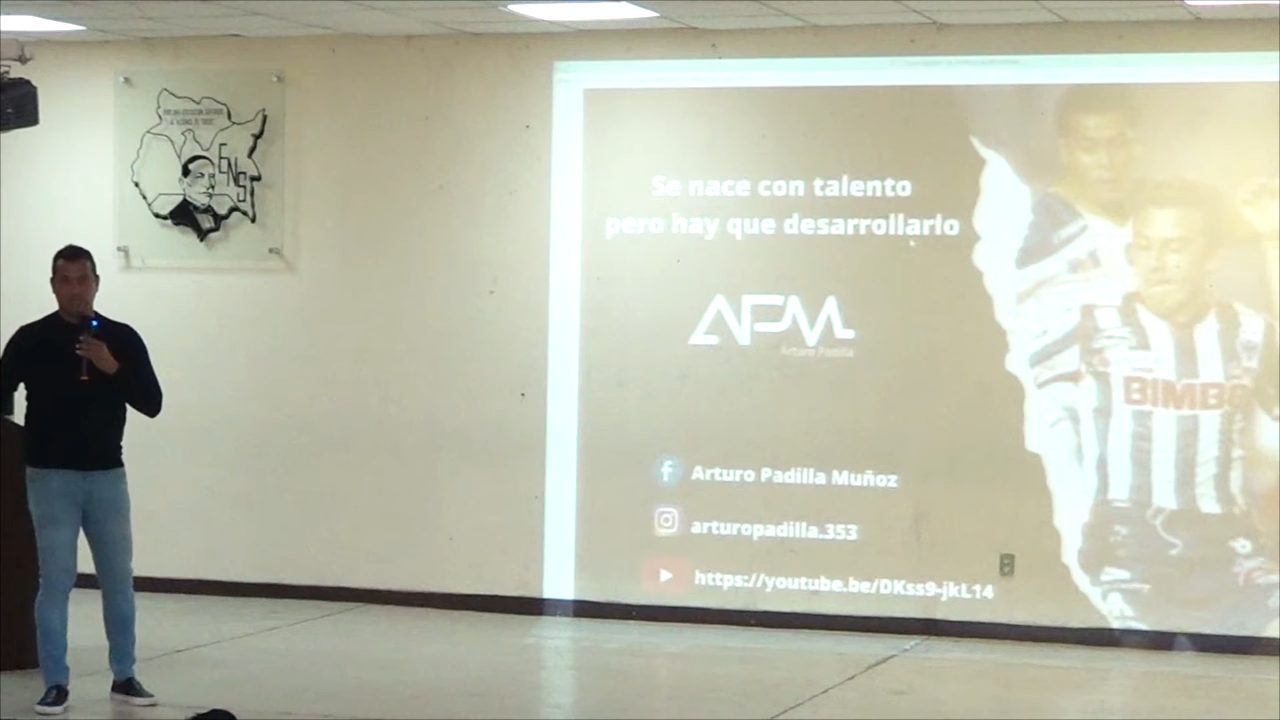 ENS
Se nace con talento
pero hay que desarrollarlo
APM
Arturo Padilla
BIMBO
Arturo Padilla Muñoz
arturopadilla.353
https://youtube.be/DKss9-jkL14